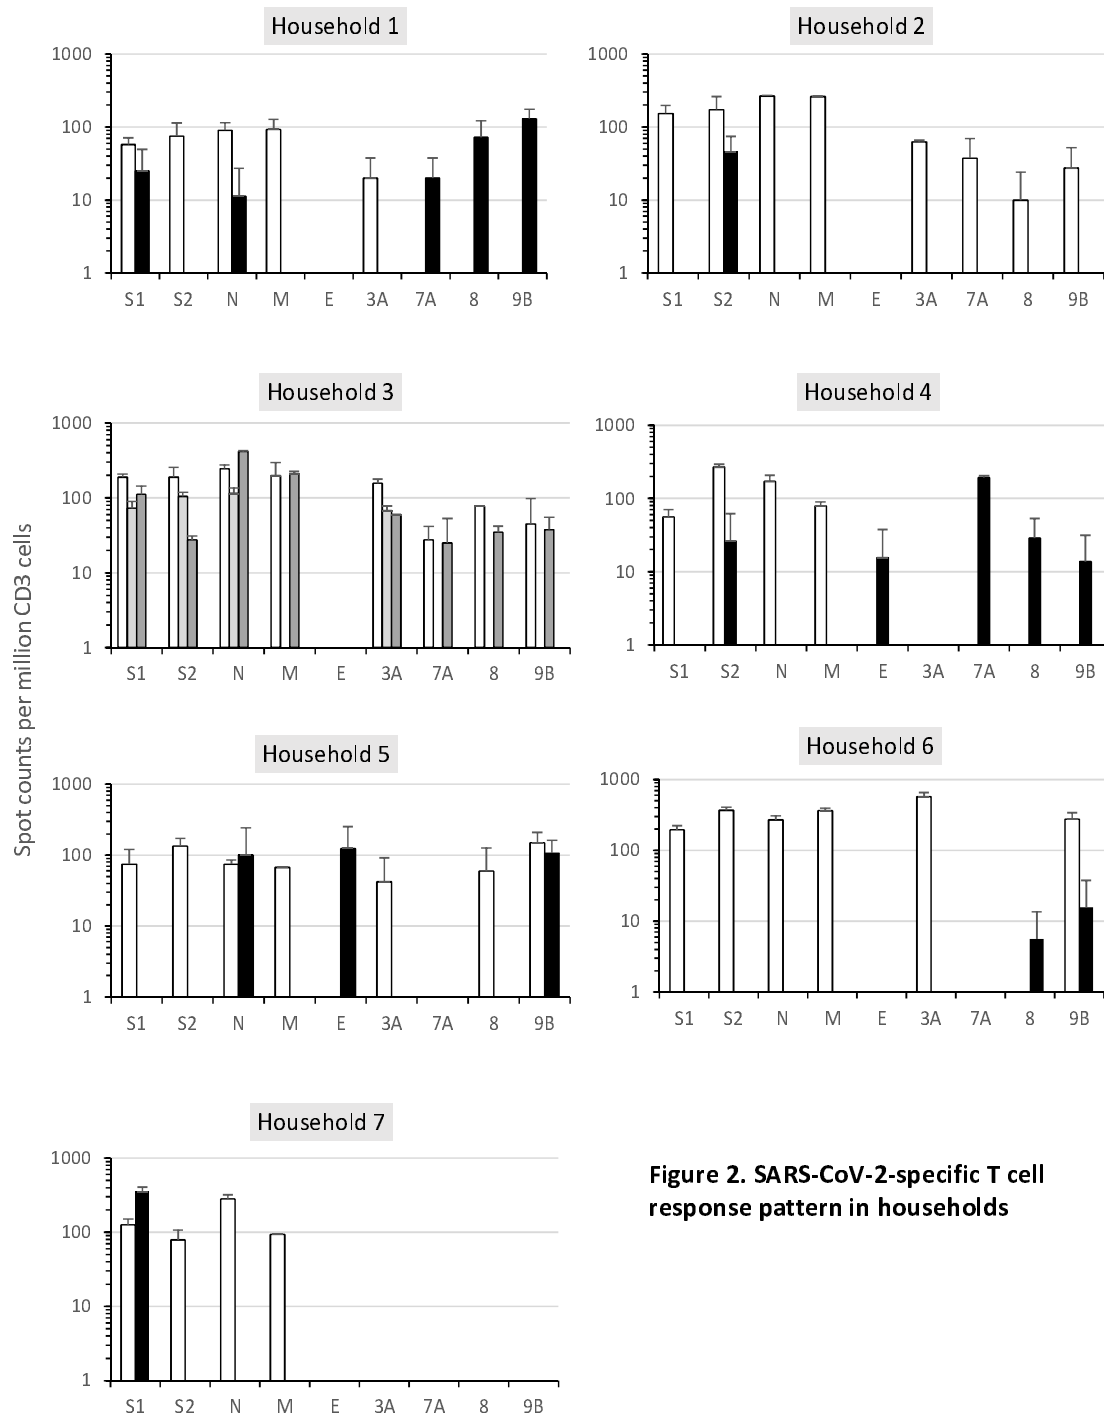 Household 1
1000
100
10
1
S1 S2 N M E 3A 7A 8 9B
Household 2
1000
100
10
1
S1 S2 N M E 3A 7A 8 9B
Spot counts per million CD3 cells
Household 3
1000
100
10
1
S1 S2 N M E 3A 7A 8 9B
Household 4
1000
100
10
1
S1 S2 N M E 3A 7A 8 9B
Household 5
1000
100
10
1
S1 S2 N M E 3A 7A 8 9B
Household 6
1000
100
10
1
S1 S2 N M E 3A 7A 8 9B
Household 7
1000
100
10
1
S1 S2 N M E 3A 7A 8 9B
Figure 2. SARS-CoV-2-specific T cell
response pattern in households